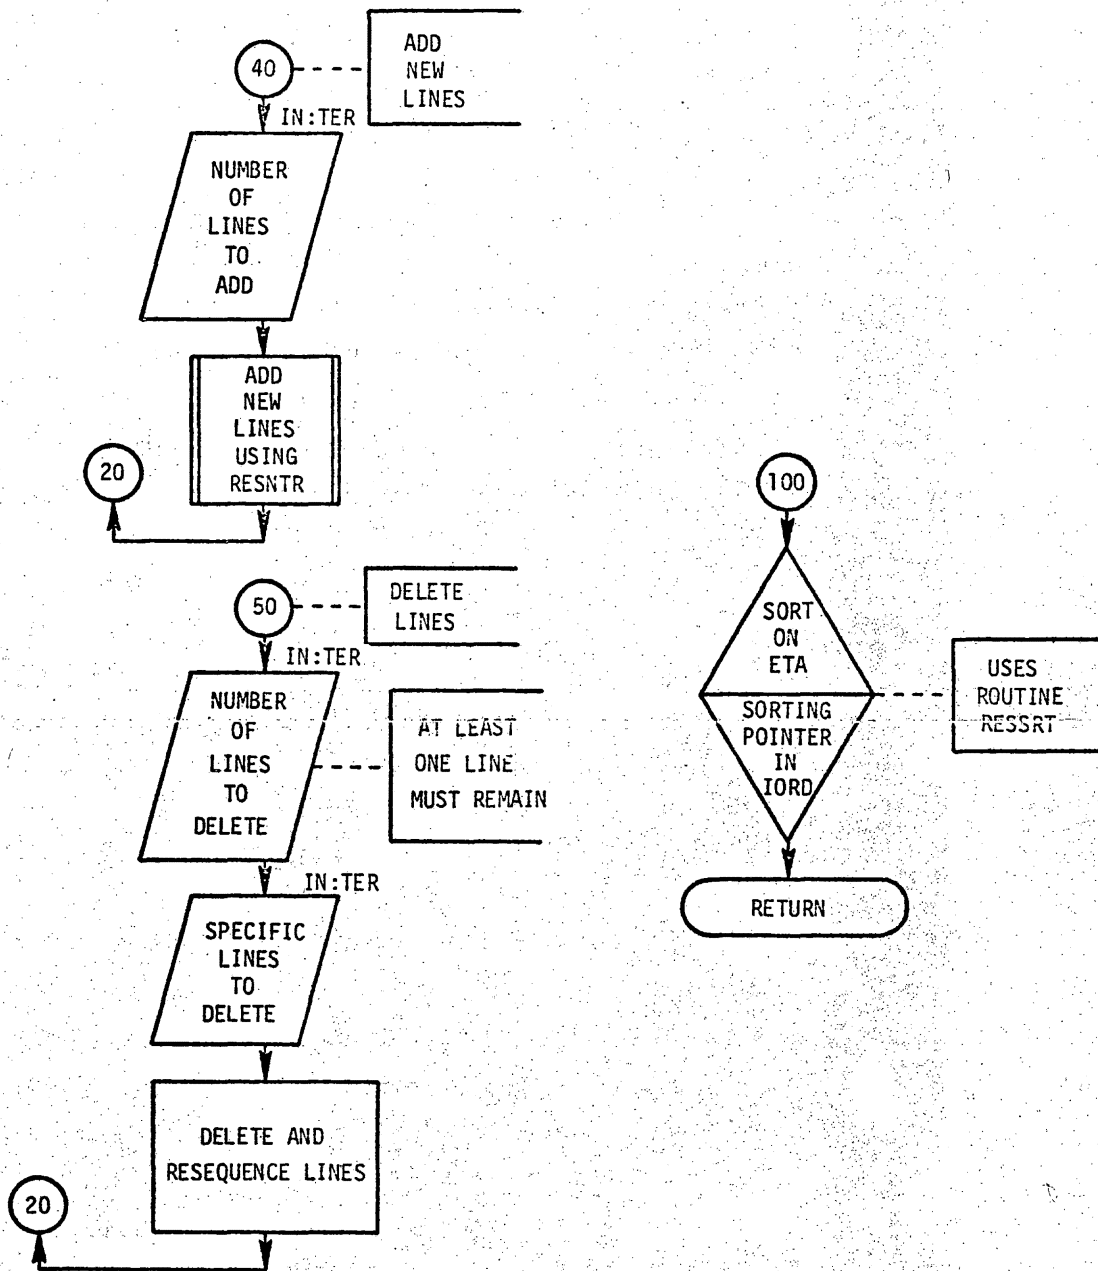 40
ADD
NEW
LINES
IN:TER
NUMBER
OF
LINES
TO
ADD
ADD
NEW
LINES
USING
RESNTR
20
50
DELETE
LINES
IN:TER
NUMBER
OF
LINES
TO
DELETE
AT LEAST
ONE LINE
MUST REMAIN
IN:TER
SPECIFIC
LINES
TO
DELETE
DELETE AND
RESEQUENCE LINES
20
100
SORT
ON
ETA
SORTING
POINTER
IN
IORD
USES
ROUTINE
RESSRT
RETURN